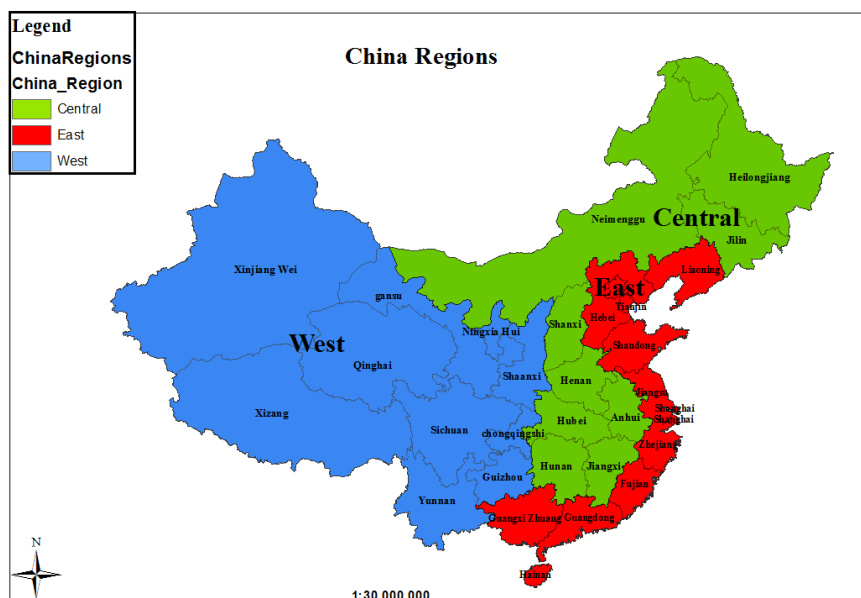 Legend
ChinaRegions
China_Region
Central
East
West
China Regions
Heilongjiang
Neimenggu
Central
Jilin
Xinjiang Wei
Liaoning
East
gansu
Tianjin
Hebei
Ningxia Hui
Shanxi
West
Shandong
Qinghai
Shaanxi
Henan
Jiangsu
Xizang
Shanghai
Shanghai
Anhui
Hubei
Sichuan
chongqingshi
Zhejiang
Hunan
Jiangxi
Guizhou
Fujian
Yunnan
Guangxi Zhuang
Guangdong
N
Hainan
1:30 000 000